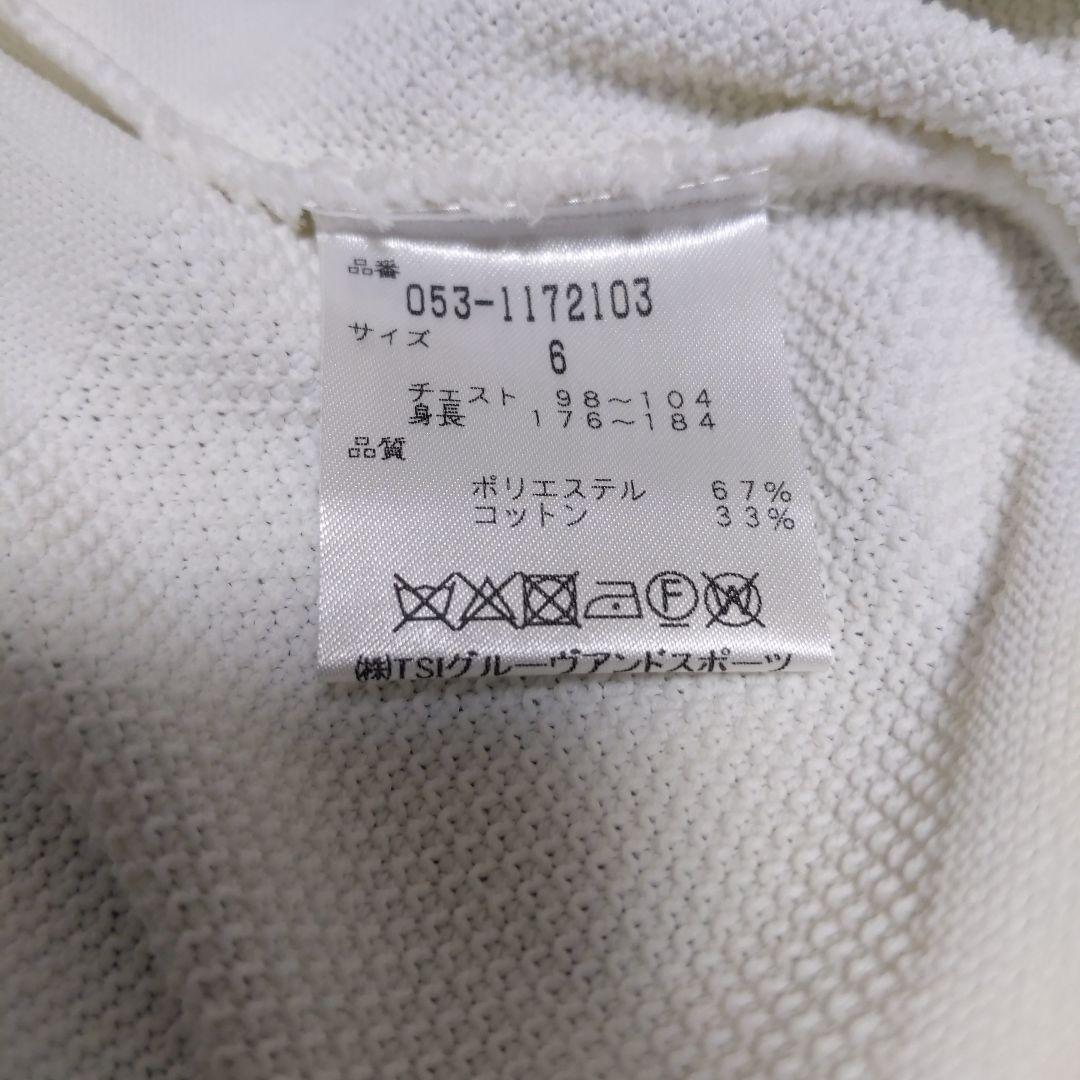 品番
053-1172103
サイズ
6
チェスト 98〜104
身長 176〜184
品質
ポリエステル 67%
コットン 33%
F W
(株)TSIグルーヴアンドスポーツ